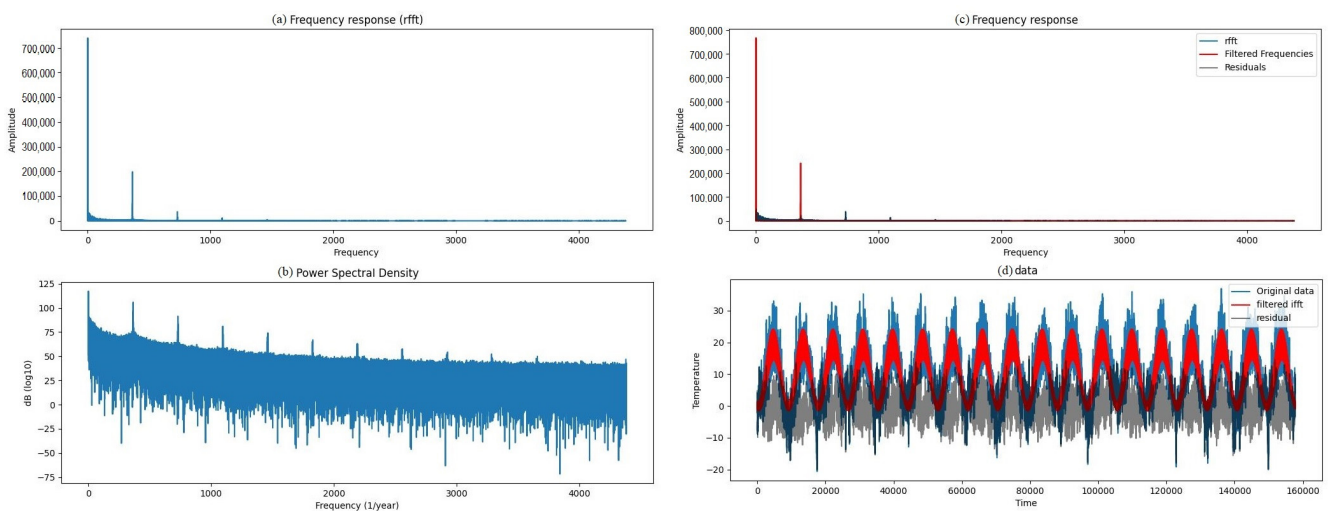 (a) Frequency response (rfft)
700,000
600,000
500,000
400,000
300,000
200,000
100,000
0
Amplitude
0 1000 2000 3000 4000
Frequency
(c) Frequency response
800,000
700,000
600,000
500,000
400,000
300,000
200,000
100,000
0
Amplitude
rfft
Filtered Frequencies
Residuals
0 1000 2000 3000 4000
Frequency
(b) Power Spectral Density
125
100
75
50
25
0
−25
−50
−75
dB (log10)
0 1000 2000 3000 4000
Frequency (1/year)
(d) data
30
20
10
0
−10
−20
Temperature
Original data
filtered ifft
residual
0 20000 40000 60000 80000 100000 120000 140000 160000
Time